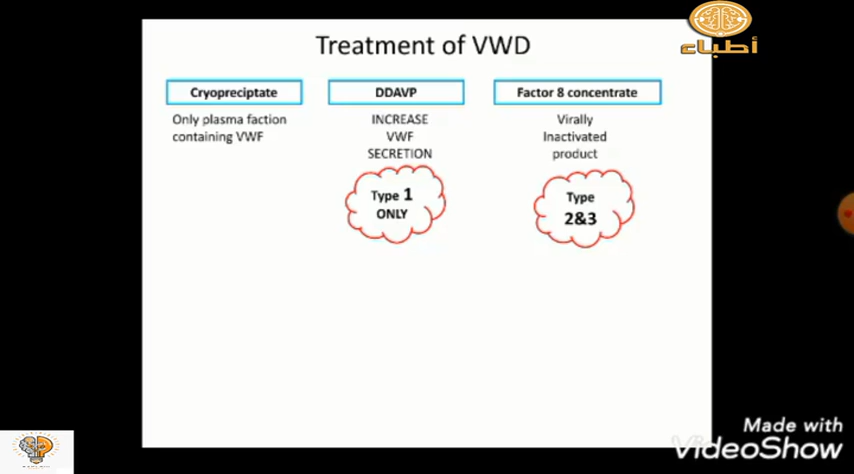 أطباء
Treatment of VWD
Cryopreciptate
Only plasma faction
containing VWF
DDAVP
INCREASE
VWF
SECRETION
Type 1
ONLY
Factor 8 concentrate
Virally
Inactivated
product
Type
2&3
Made with
VideoShow